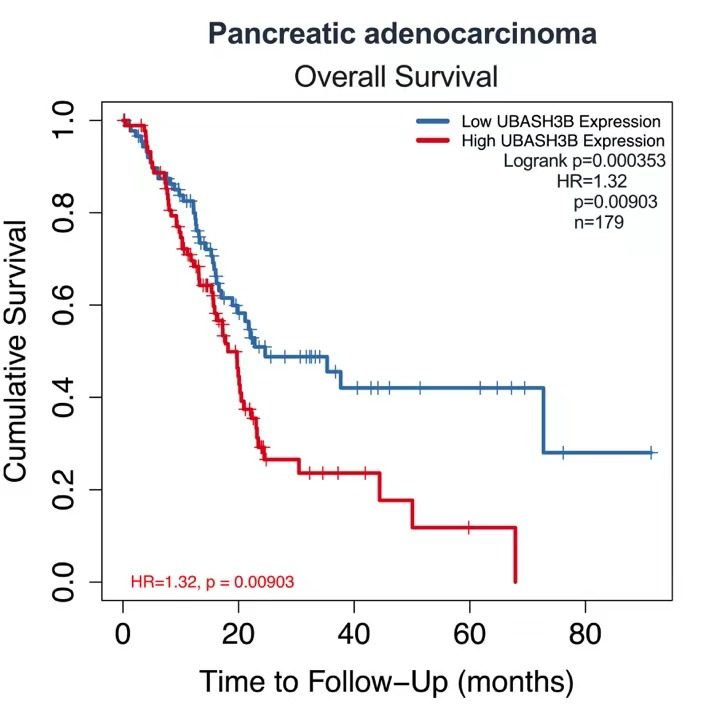 Pancreatic adenocarcinoma
Overall Survival
Low UBASH3B Expression
High UBASH3B Expression
Logrank p=0.000353
HR=1.32
p=0.00903
n=179
Cumulative Survival
1.0
0.8
0.6
0.4
0.2
0.0
HR=1.32, p = 0.00903
0 20 40 60 80
Time to Follow−Up (months)